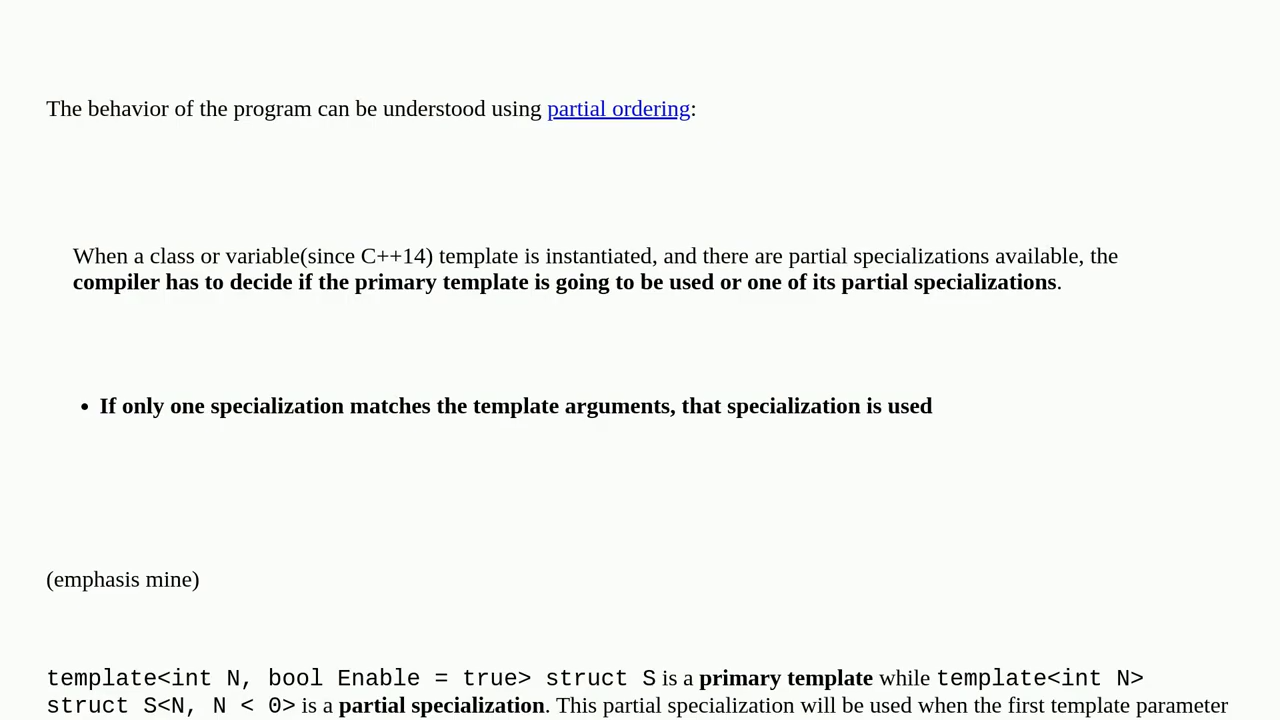 The behavior of the program can be understood using partial ordering:
When a class or variable(since C++14) template is instantiated, and there are partial specializations available, the
compiler has to decide if the primary template is going to be used or one of its partial specializations.
• If only one specialization matches the template arguments, that specialization is used
(emphasis mine)
template<int N, bool Enable = true> struct S is a primary template while template<int N>
struct S<N, N < 0> is a partial specialization. This partial specialization will be used when the first template parameter